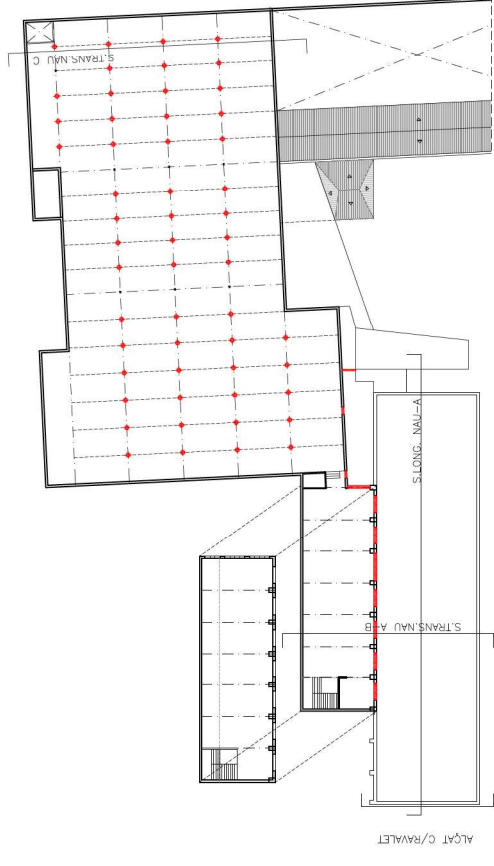 S.TRANS.NAU C
S.LONG. NAU-A
S.TRANS.NAU A-B
ALÇAT C/RAVALET